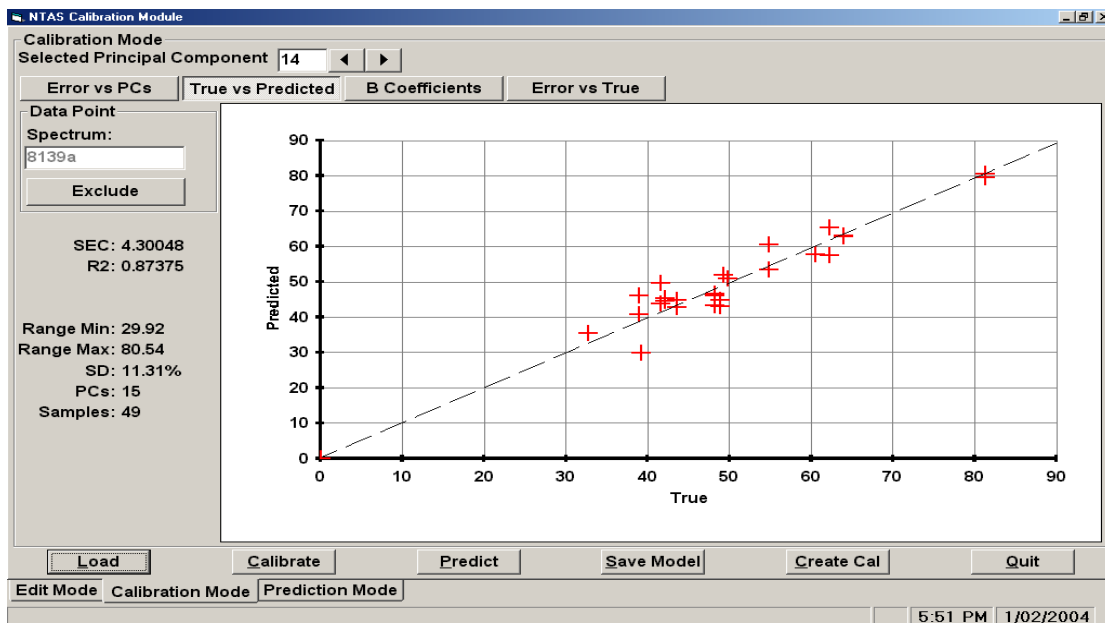 NTAS Calibration Module
Calibration Mode
Selected Principal Component 14
Error vs PCs
True vs Predicted
B Coefficients
Error vs True
Data Point
Spectrum:
8139a
Exclude
SEC: 4.30048
R2: 0.87375
Range Min: 29.92
Range Max: 80.54
SD: 11.31%
PCs: 15
Samples: 49
90
80
70
60
50
40
30
20
10
0
Predicted
0 10 20 30 40 50 60 70 80 90
True
Load
Calibrate
Predict
Save Model
Create Cal
Quit
Edit Mode
Calibration Mode
Prediction Mode
5:51 PM
1/02/2004